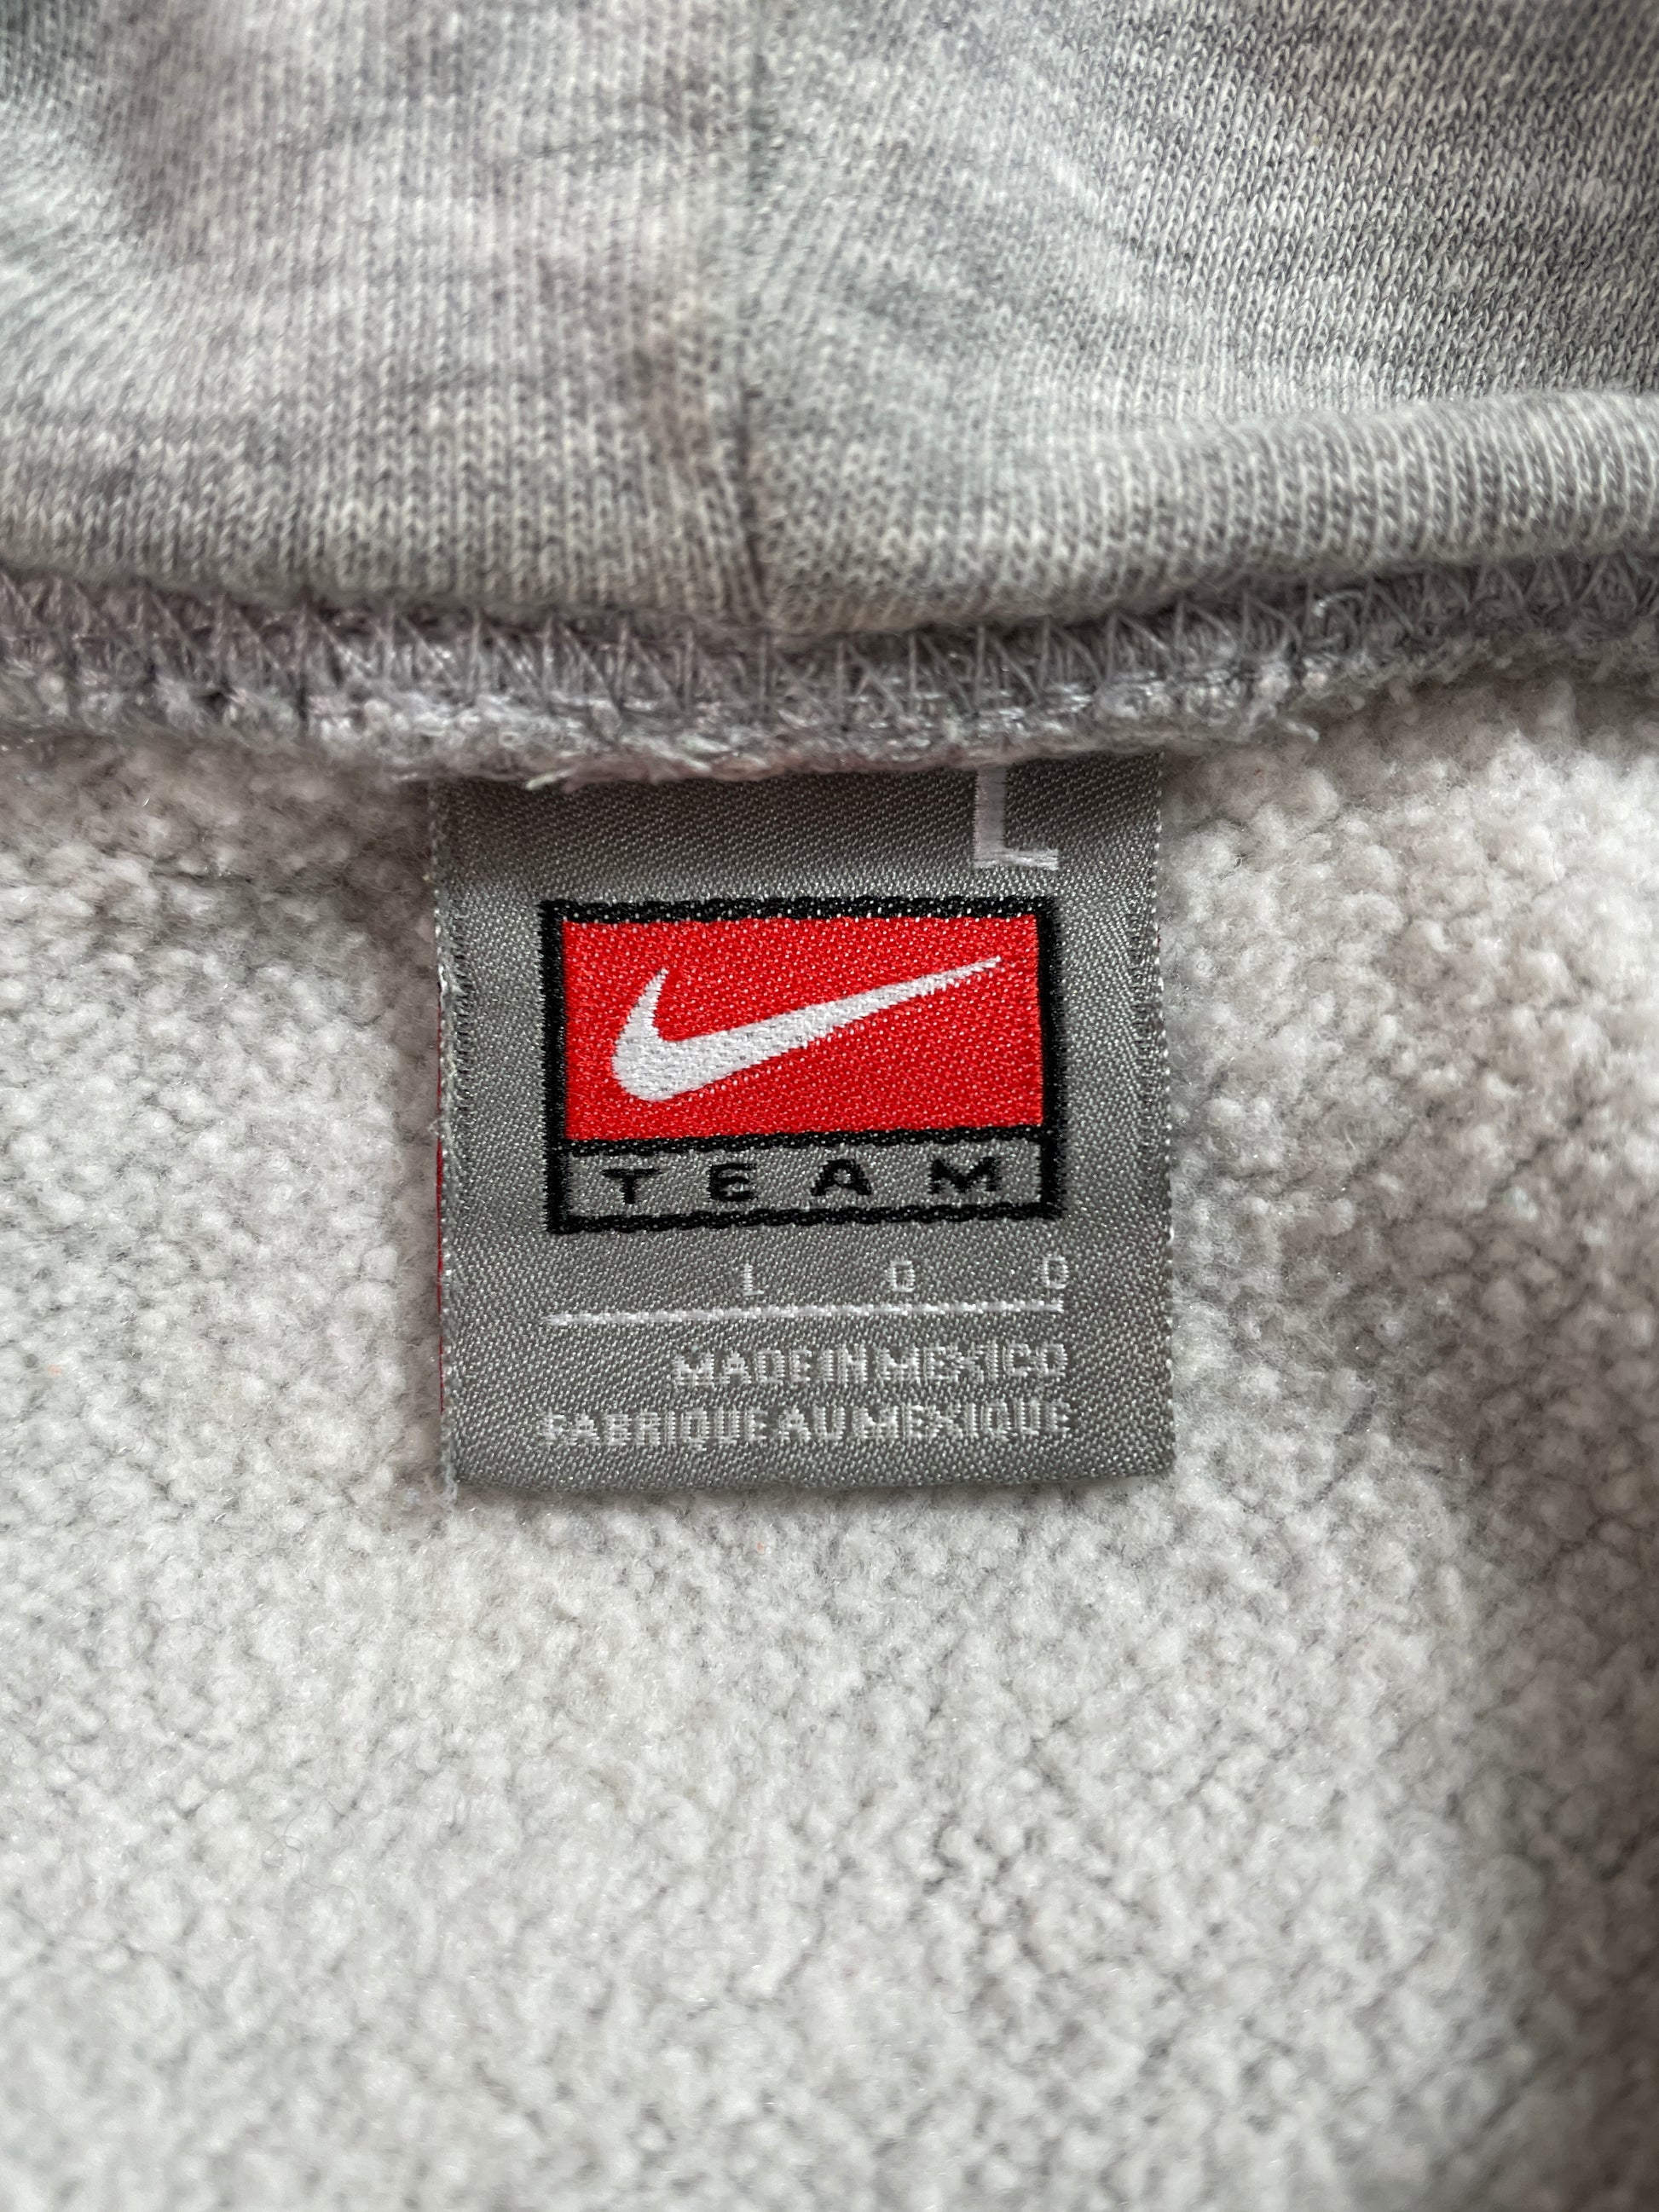 L
TEAM
1 0 0
MADE IN MEXICO
FABRIQUE AU MEXIQUE